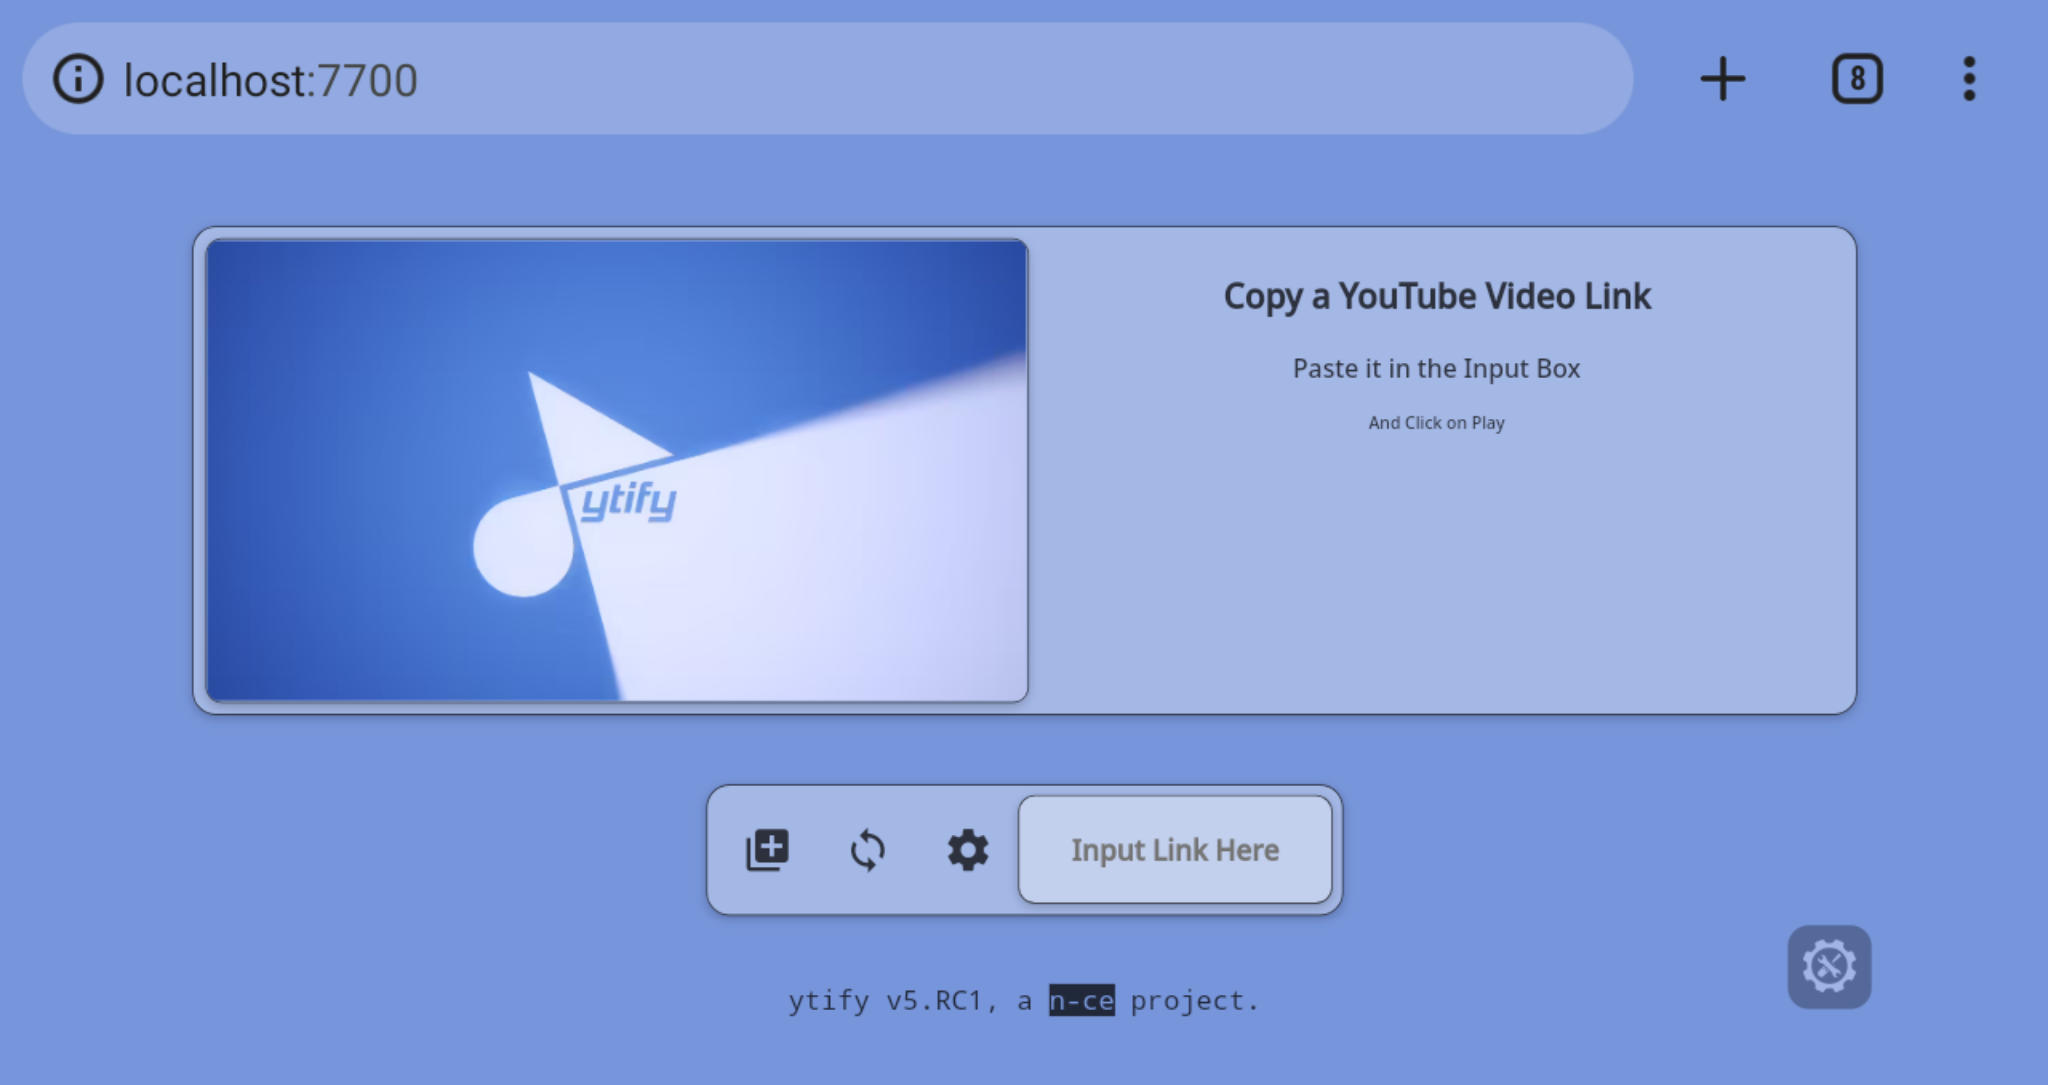 localhost:7700
8
Copy a YouTube Video Link
Paste it in the Input Box
And Click on Play
ytify
Input Link Here
ytify v5.RC1, a n-ce project.